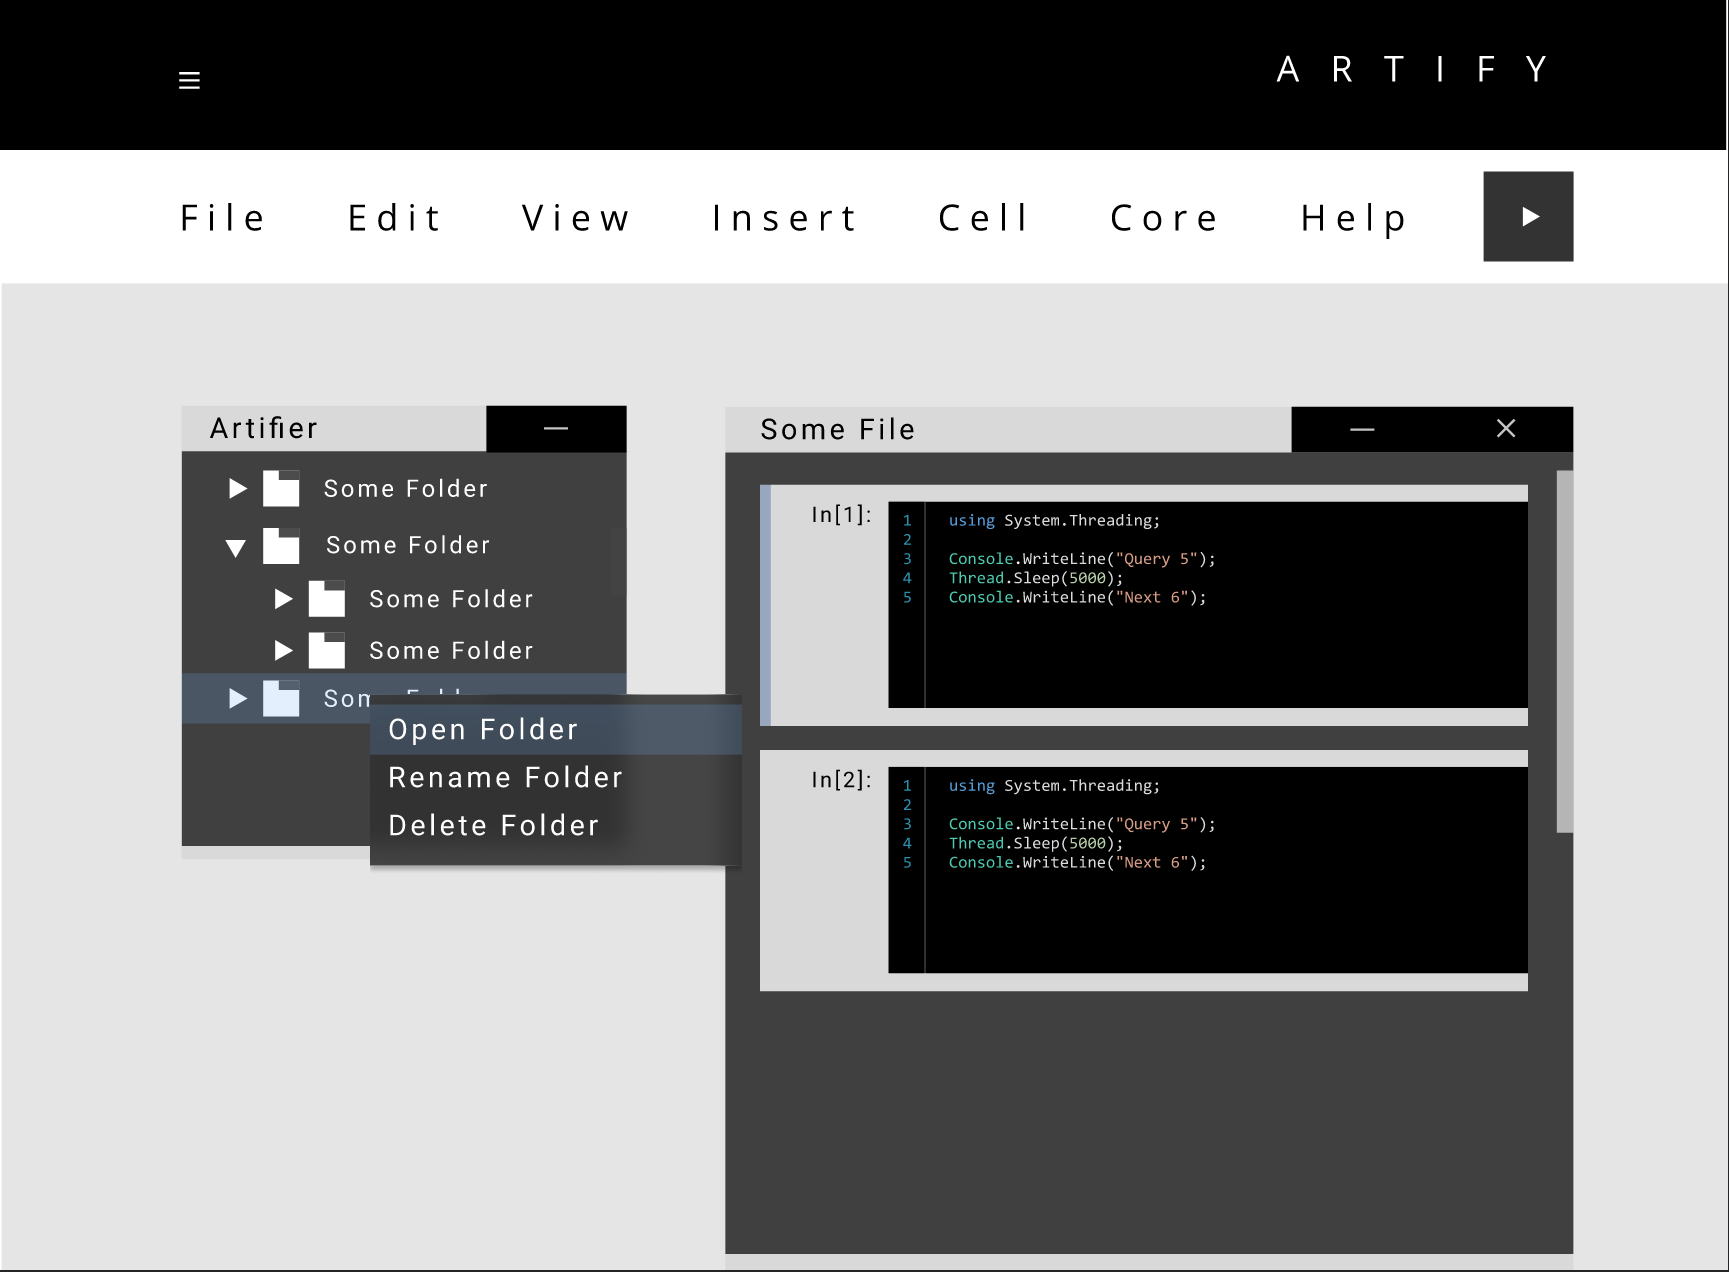 ARTIFY
File Edit View Insert Cell Core Help
Artifier
Some Folder
Some Folder
Some Folder
Some Folder
Open Folder
Rename Folder
Delete Folder
Some File
In[1]:
1 using System.Threading;
2
3 Console.WriteLine("Query 5");
4 Thread.Sleep(5000);
5 Console.WriteLine("Next 6");
In[2]:
1 using System.Threading;
2
3 Console.WriteLine("Query 5");
4 Thread.Sleep(5000);
5 Console.WriteLine("Next 6");